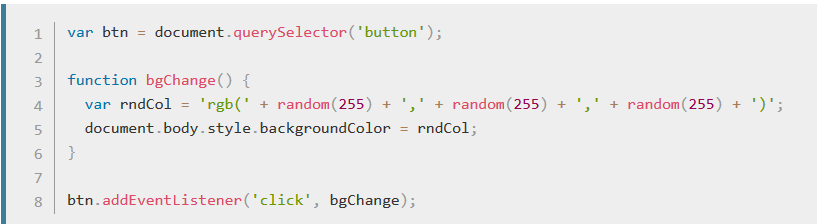 1 var btn = document.querySelector('button');
2
3 function bgChange() {
4   var rndCol = 'rgb(' + random(255) + ',' + random(255) + ',' + random(255) + ')';
5   document.body.style.backgroundColor = rndCol;
6 }
7
8 btn.addEventListener('click', bgChange);